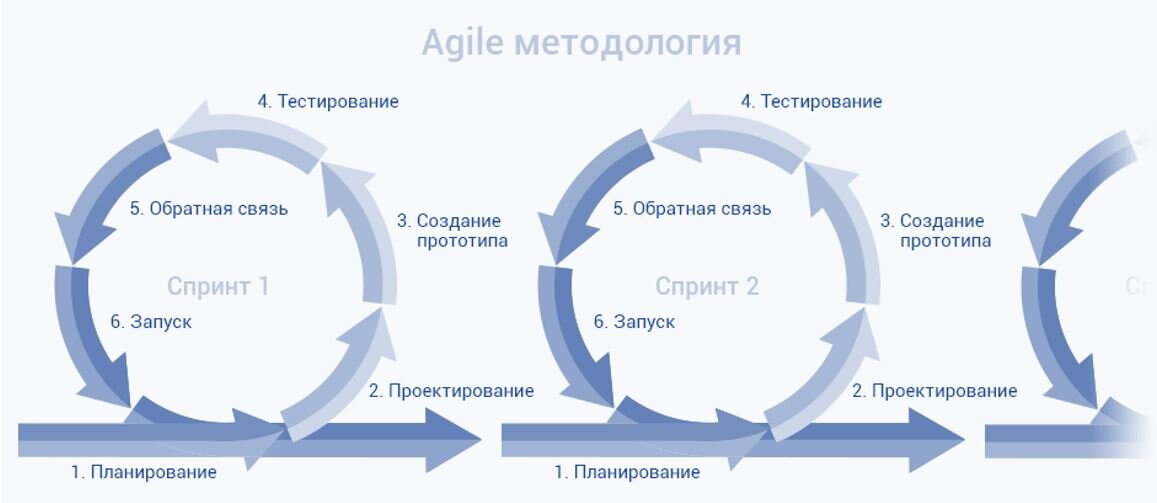 Agile методология
4. Тестирование
5. Обратная связь
3. Создание
прототипа
Спринт 1
6. Запуск
2. Проектирование
1. Планирование
4. Тестирование
5. Обратная связь
3. Создание
прототипа
Спринт 2
6. Запуск
2. Проектирование
1. Планирование